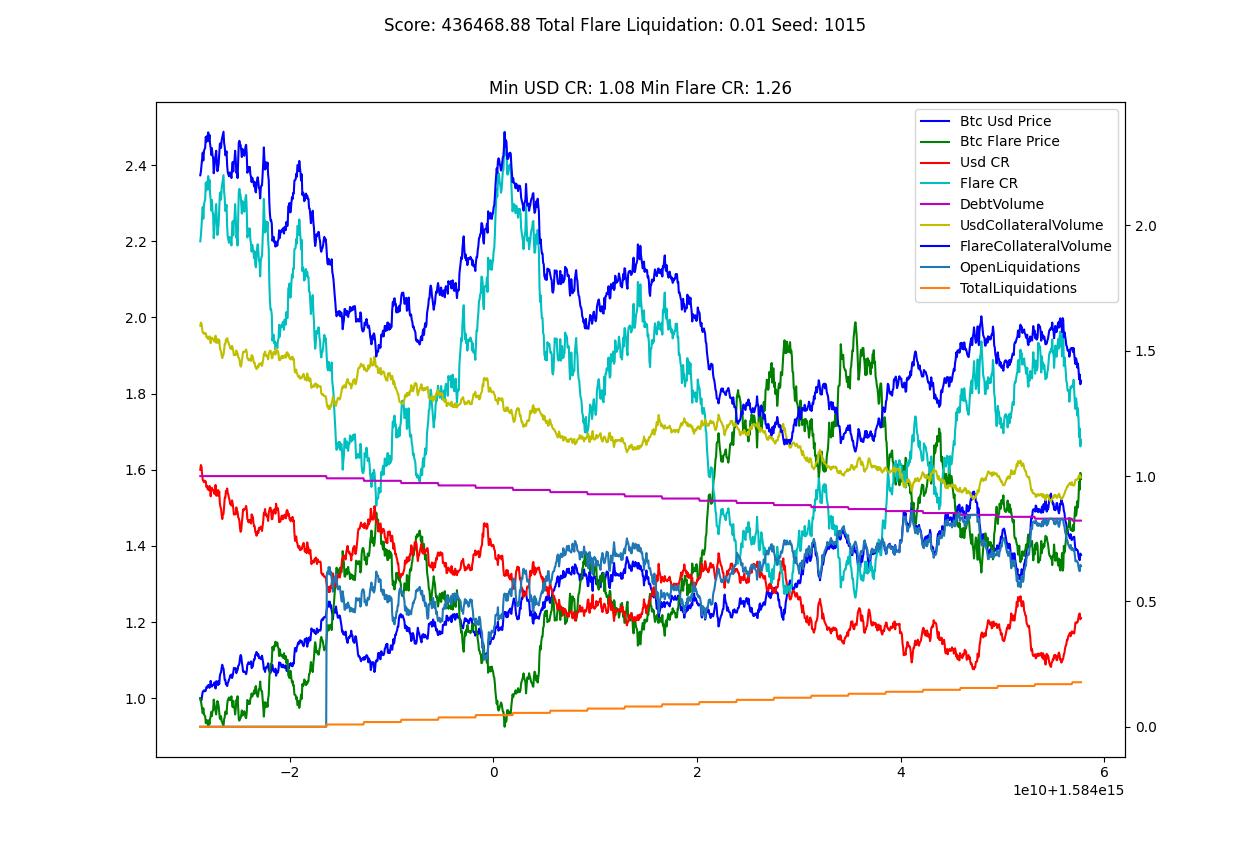 Score: 436468.88 Total Flare Liquidation: 0.01 Seed: 1015
Min USD CR: 1.08 Min Flare CR: 1.26
Btc Usd Price
Btc Flare Price
Usd CR
Flare CR
DebtVolume
UsdCollateralVolume
FlareCollateralVolume
OpenLiquidations
TotalLiquidations
2.4
2.2
2.0
1.8
1.6
1.4
1.2
1.0
2.0
1.5
1.0
0.5
0.0
−2
0
2
4
6
1e10+1.584e15